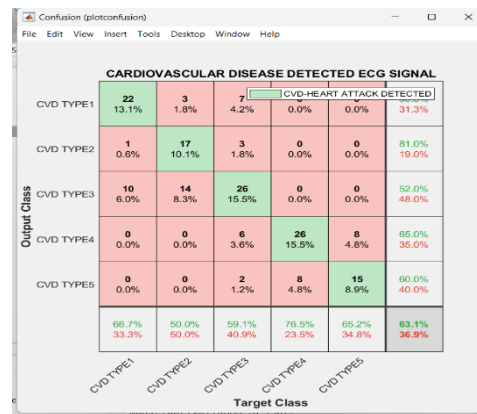 Confusion (plotconfusion)
File Edit View Insert Tools Desktop Window Help
CARDIOVASCULAR DISEASE DETECTED ECG SIGNAL
CVD-HEART ATTACK DETECTED
CVD TYPE1 22 3 7
13.1% 1.8% 4.2% 0.0% 0.0% 31.3%
CVD TYPE2 1 17 3 0 0 81.0%
0.6% 10.1% 1.8% 0.0% 0.0% 19.0%
CVD TYPE3 10 14 26 0 0 52.0%
6.0% 8.3% 15.5% 0.0% 0.0% 48.0%
CVD TYPE4 0 0 6 26 8 65.0%
0.0% 0.0% 3.6% 15.5% 4.8% 35.0%
CVD TYPE5 0 0 2 8 15 60.0%
0.0% 0.0% 1.2% 4.8% 8.9% 40.0%
66.7% 50.0% 59.1% 76.5% 65.2% 63.1%
33.3% 50.0% 40.9% 23.5% 34.8% 36.9%
CVD TYPE1 CVD TYPE2 CVD TYPE3 CVD TYPE4 CVD TYPE5
Output Class
Target Class